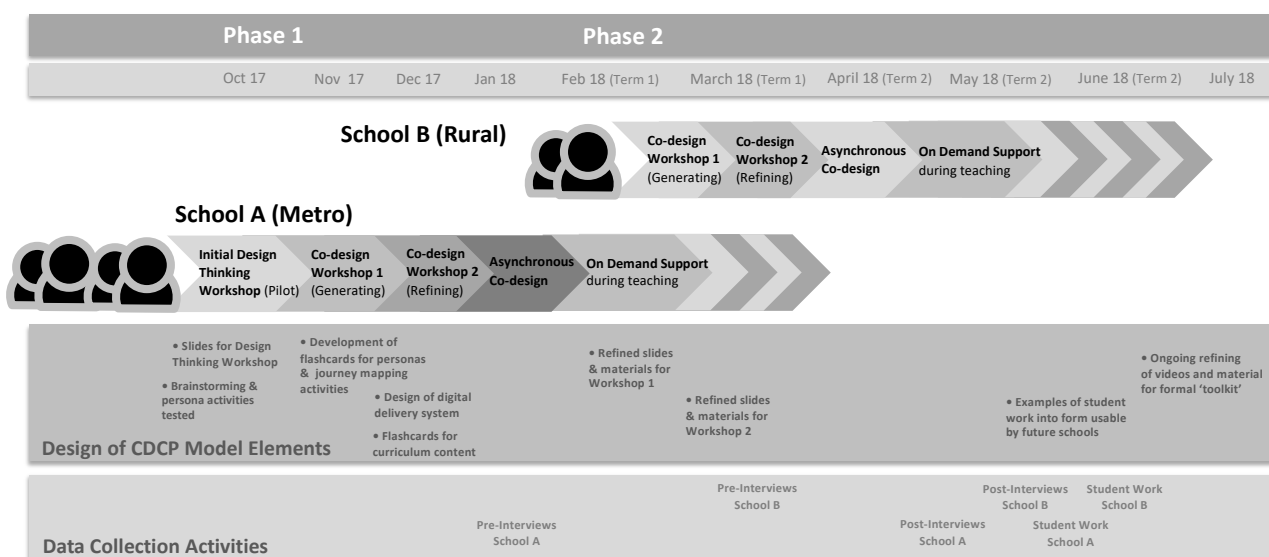 Phase 1
Phase 2
Oct 17
Nov 17
Dec 17
Jan 18
Feb 18 (Term 1)
March 18 (Term 1)
April 18 (Term 2)
May 18 (Term 2)
June 18 (Term 2)
July 18
School B (Rural)
Co-design
Workshop 1
(Generating)
Co-design
Workshop 2
(Refining)
Asynchronous
Co-design
On Demand Support
during teaching
School A (Metro)
Initial Design
Thinking
Workshop (Pilot)
Co-design
Workshop 1
(Generating)
Co-design
Workshop 2
(Refining)
Asynchronous
Co-design
On Demand Support
during teaching
• Slides for Design
Thinking Workshop
• Brainstorming &
persona activities
tested
• Development of
flashcards for personas
& journey mapping
activities
• Design of digital
delivery system
• Flashcards for
curriculum content
• Refined slides
& materials for
Workshop 1
• Refined slides
& materials for
Workshop 2
• Examples of student
work into form usable
by future schools
• Ongoing refining
of videos and material
for formal ‘toolkit’
Design of CDCP Model Elements
Pre-Interviews
School A
Pre-Interviews
School B
Post-Interviews
School A
Post-Interviews
School B
Student Work
School A
Student Work
School B
Data Collection Activities